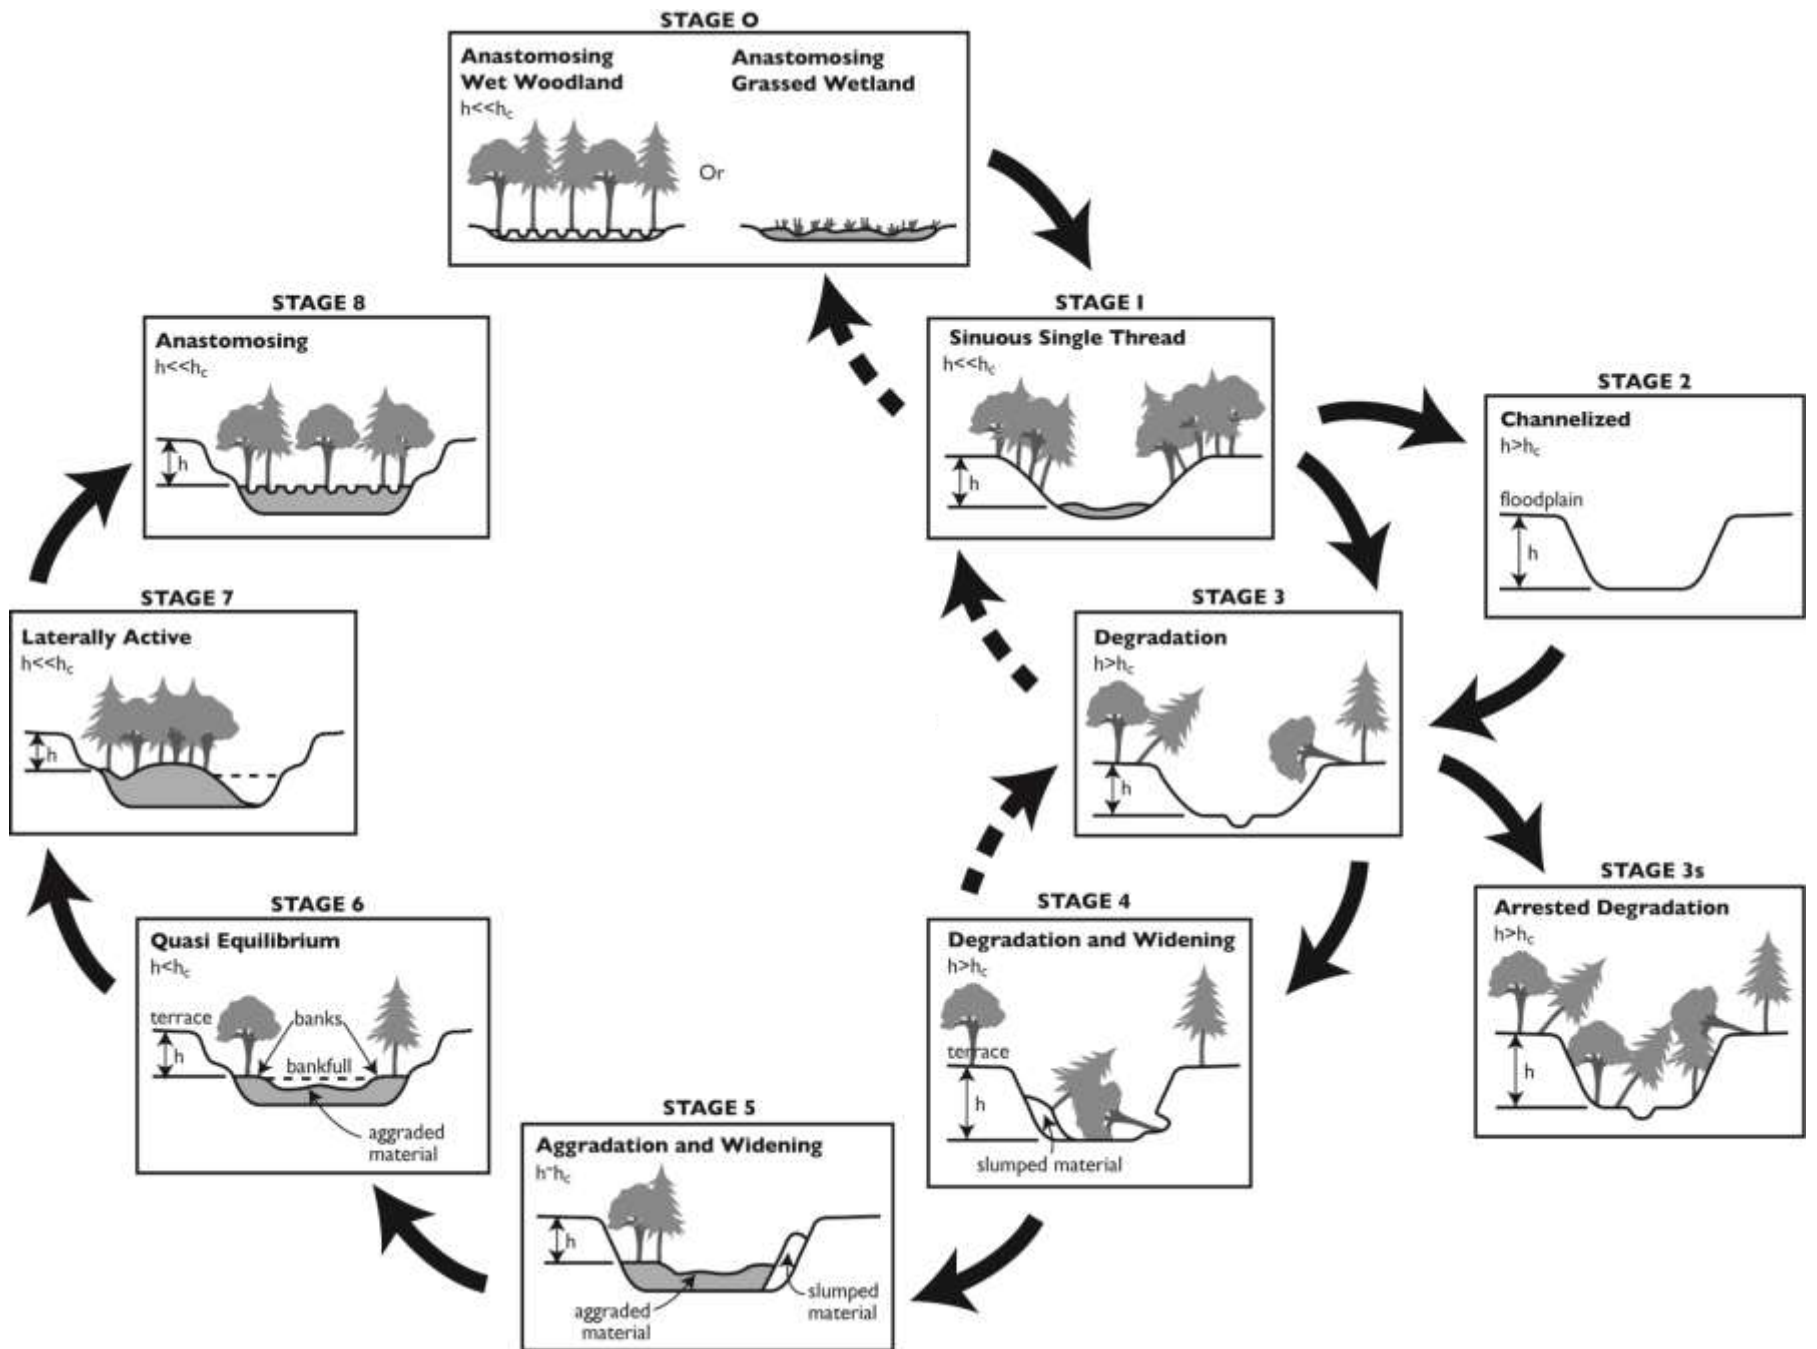 STAGE O
Anastomosing
Wet Woodland
h<<hc
Or
Anastomosing
Grassed Wetland
STAGE I
Sinuous Single Thread
h<<hc
h
STAGE 2
Channelized
h>hc
floodplain
h
STAGE 3
Degradation
h>hc
h
STAGE 3s
Arrested Degradation
h>hc
h
STAGE 4
Degradation and Widening
h>hc
terrace
h
slumped material
STAGE 5
Aggradation and Widening
h~hc
h
aggraded
material
slumped
material
STAGE 6
Quasi Equilibrium
h<hc
terrace
banks
h
bankfull
aggraded
material
STAGE 7
Laterally Active
h<<hc
h
STAGE 8
Anastomosing
h<<hc
h